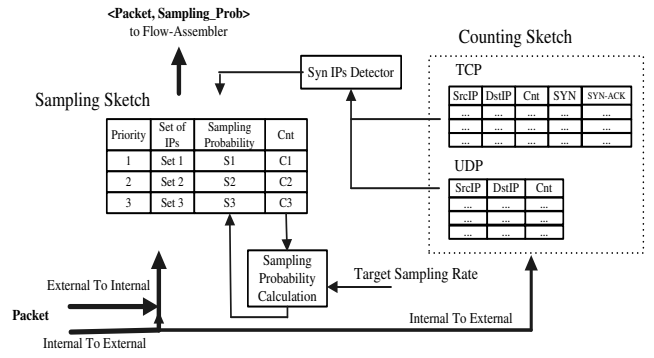 <Packet, Sampling_Prob>
to Flow-Assembler
Counting Sketch
Syn IPs Detector
TCP
SrcIP DstIP Cnt SYN SYN-ACK
... ... ... ... ...
... ... ... ... ...
... ... ... ... ...
Sampling Sketch
Priority Set of IPs Sampling Probability Cnt
1 Set 1 S1 C1
2 Set 2 S2 C2
3 Set 3 S3 C3
UDP
SrcIP DstIP Cnt
... ... ...
... ... ...
... ... ...
Sampling
Probability
Calculation
Target Sampling Rate
External To Internal
Packet
Internal To External
Internal To External